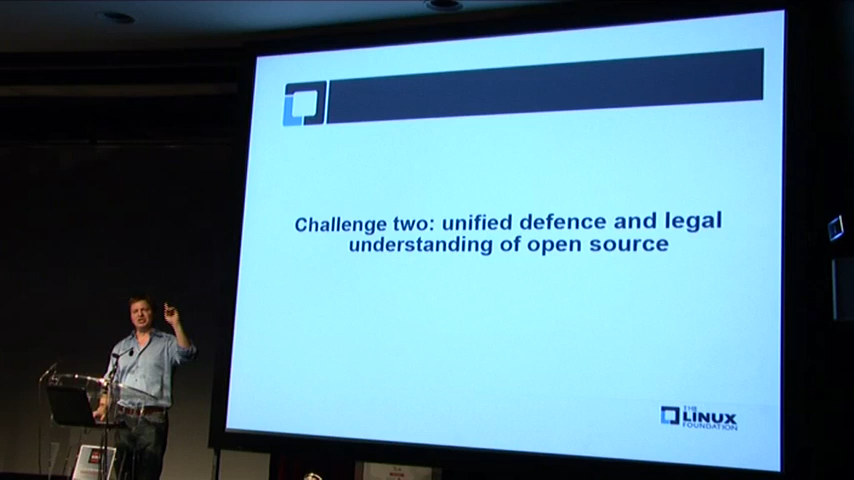 Challenge two: unified defence and legal
understanding of open source
THE
LINUX
FOUNDATION